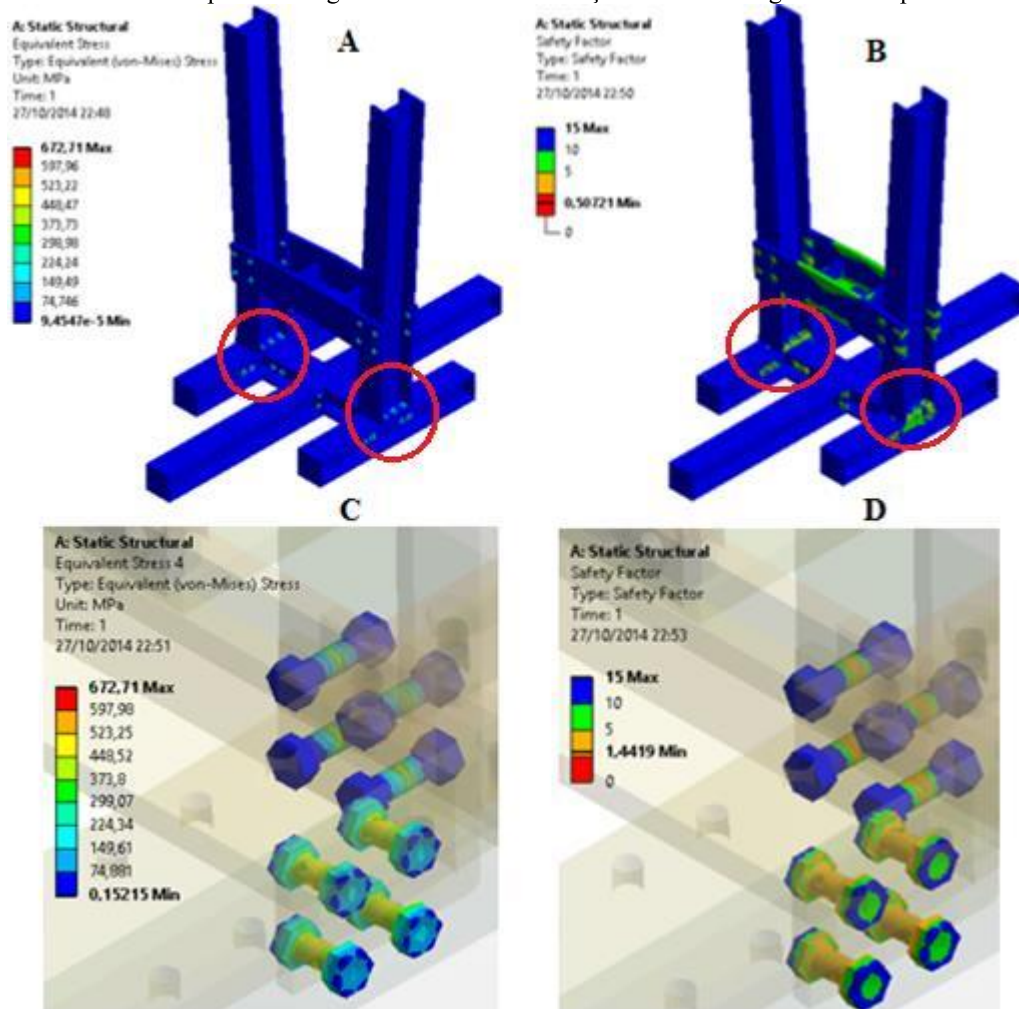 A: Static Structural
Equivalent Stress
Type: Equivalent (von-Mises) Stress
Unit: MPa
Time: 1
27/10/2014 22:48
A
672,71 Max
597,96
523,22
448,47
373,73
298,98
224,24
149,49
74,746
9,4547e-5 Min
A: Static Structural
Safety Factor
Type: Safety Factor
Time: 1
27/10/2014 22:50
B
15 Max
10
5
0,50721 Min
0
C
A: Static Structural
Equivalent Stress 4
Type: Equivalent (von-Mises) Stress
Unit: MPa
Time: 1
27/10/2014 22:51
672,71 Max
597,98
523,25
448,52
373,8
299,07
224,34
149,61
74,881
0,15215 Min
D
A: Static Structural
Safety Factor
Type: Safety Factor
Time: 1
27/10/2014 22:53
15 Max
10
5
1,4419 Min
0